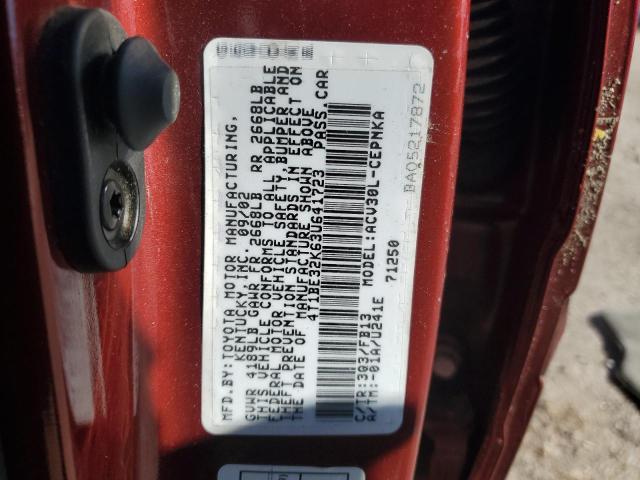 MFD.BY:TOYOTA MOTOR MANUFACTURING,
KENTUCKY,INC. 09/02
GVWR 4189LB GAWR FR 2668LB RR 2668LB
THIS VEHICLE CONFORMS TO ALL APPLICABLE
FEDERAL MOTOR VEHICLE SAFETY,BUMPER AND
THEFT PREVENTION STANDARDS IN EFFECT ON
THE DATE OF MANUFACTURE SHOWN ABOVE
4T1BE32K63U641723 PASS. CAR
C/TR:3Q3/FB13 MODEL:ACV30L-CEPNKA
A/TM:-01A/U241E 71250
BAO5217872